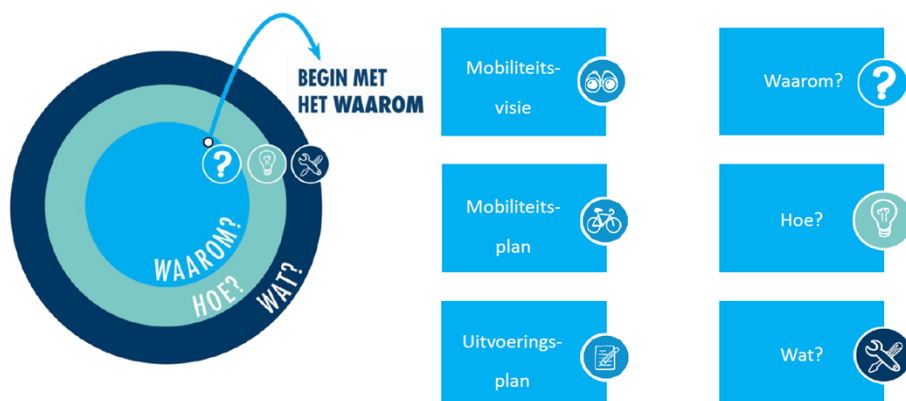 BEGIN MET
HET WAAROM
?
WAAROM?
HOE?
WAT?
Mobiliteits-
visie
Waarom?
?
Mobiliteits-
plan
Hoe?
Uitvoerings-
plan
Wat?